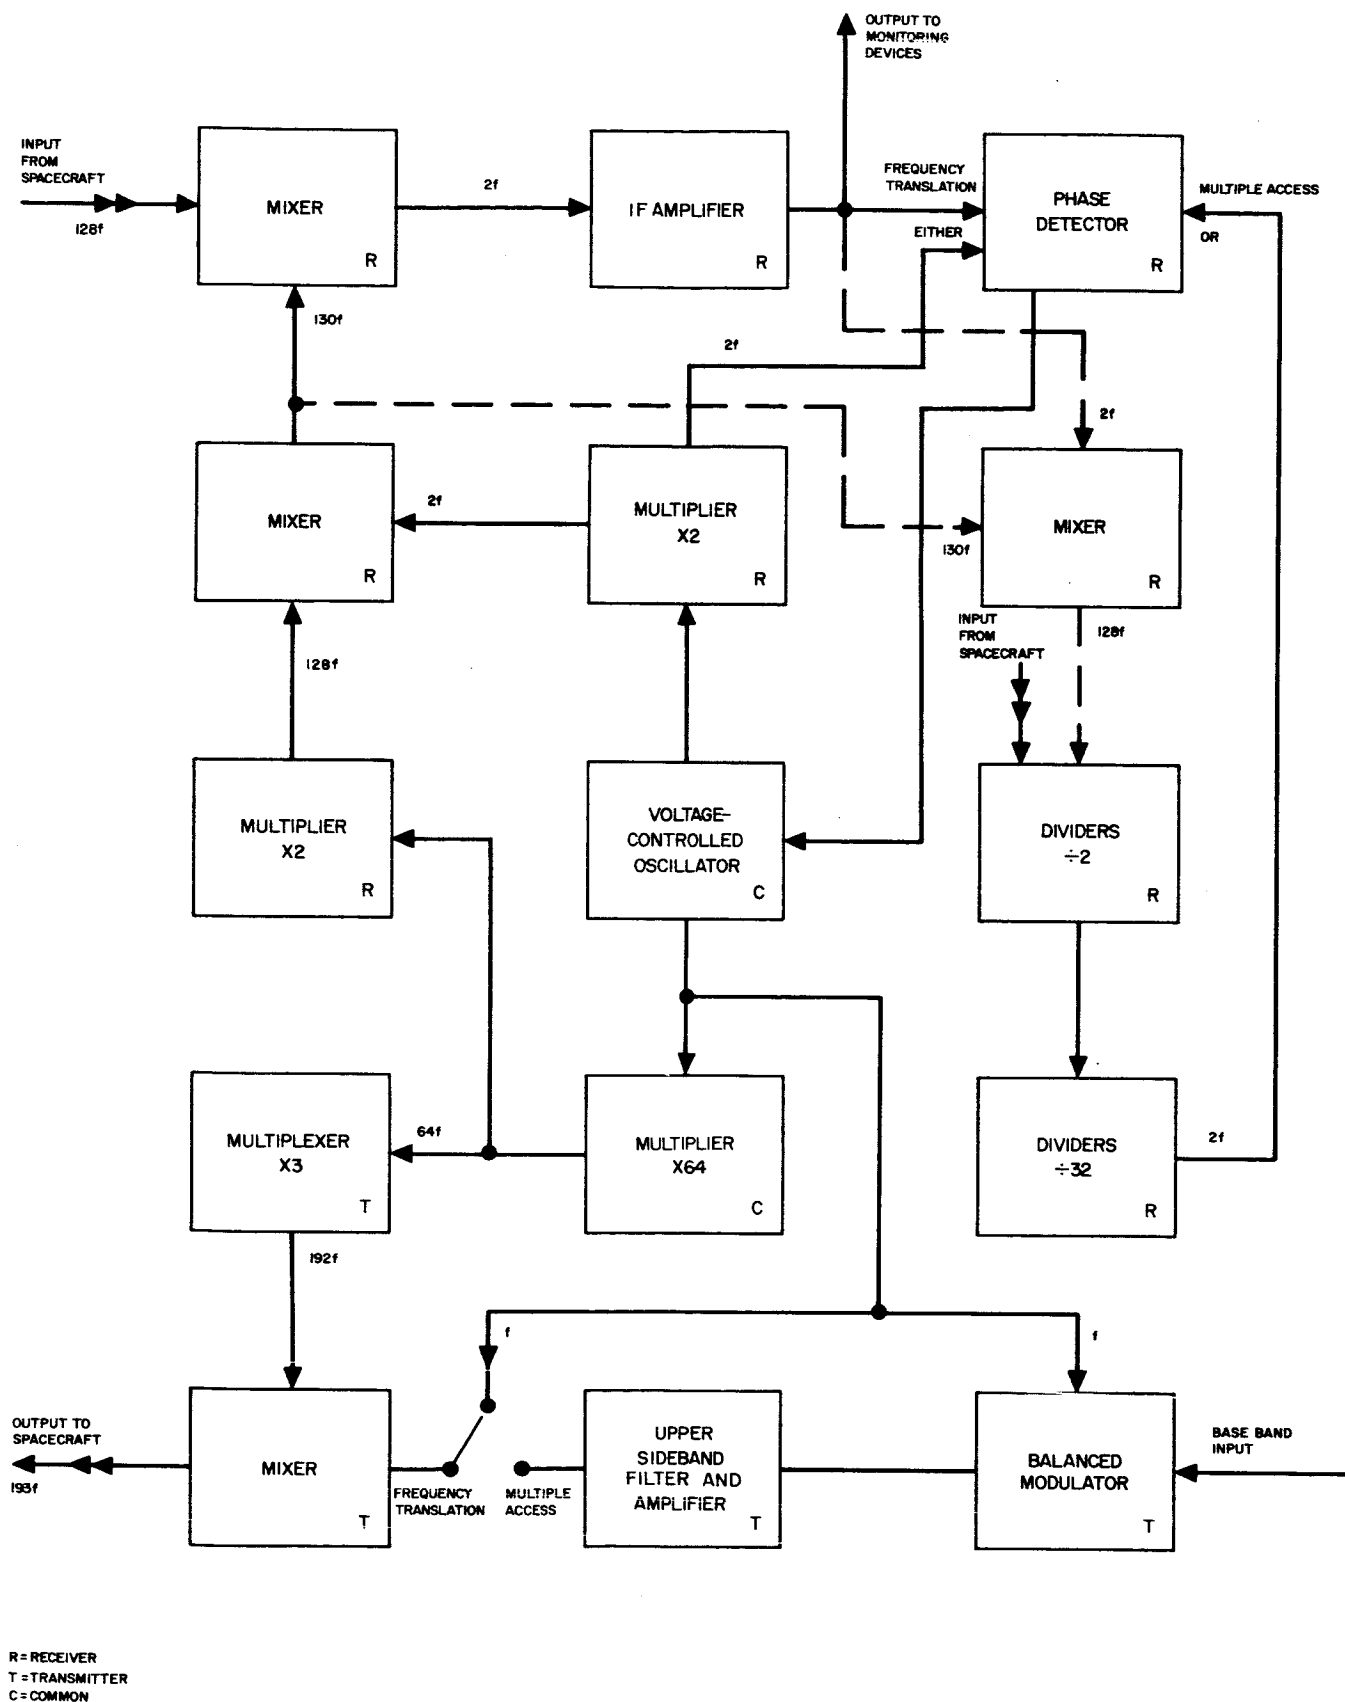 OUTPUT TO
MONITORING
DEVICES
INPUT
FROM
SPACECRAFT
128f
MIXER
R
2f
IF AMPLIFIER
R
FREQUENCY
TRANSLATION
EITHER
PHASE
DETECTOR
R
MULTIPLE ACCESS
OR
130f
2f
2f
MIXER
R
2f
MULTIPLIER
X2
R
130f
MIXER
R
128f
INPUT
FROM
SPACECRAFT
128f
MULTIPLIER
X2
R
VOLTAGE-
CONTROLLED
OSCILLATOR
C
DIVIDERS
÷2
R
MULTIPLEXER
X3
T
64f
MULTIPLIER
X64
C
DIVIDERS
÷32
R
2f
192f
f
f
OUTPUT TO
SPACECRAFT
193f
MIXER
T
FREQUENCY
TRANSLATION
MULTIPLE
ACCESS
UPPER
SIDEBAND
FILTER AND
AMPLIFIER
T
BALANCED
MODULATOR
T
BASE BAND
INPUT
R = RECEIVER
T = TRANSMITTER
C = COMMON